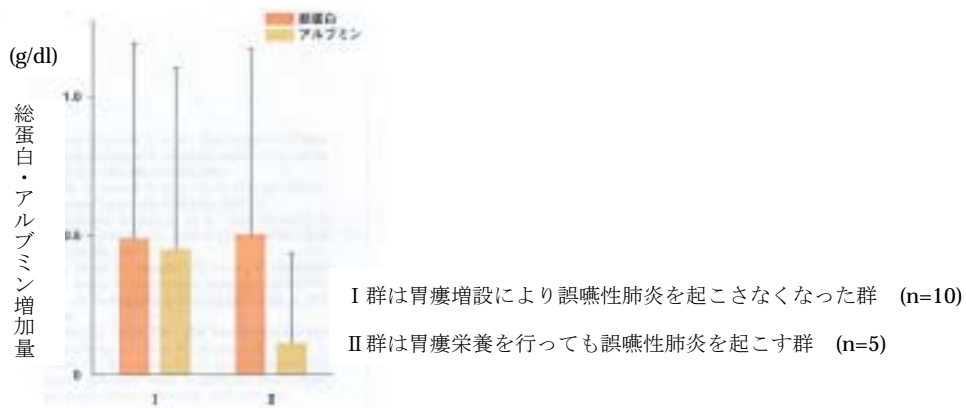 総蛋白
アルブミン
(g/dl)
1.0
総蛋白・アルブミン増加量
0.5
Ⅰ群は胃瘻増設により誤嚥性肺炎を起こさなくなった群 (n=10)
Ⅱ群は胃瘻栄養を行っても誤嚥性肺炎を起こす群 (n=5)
0
Ⅰ
Ⅱ